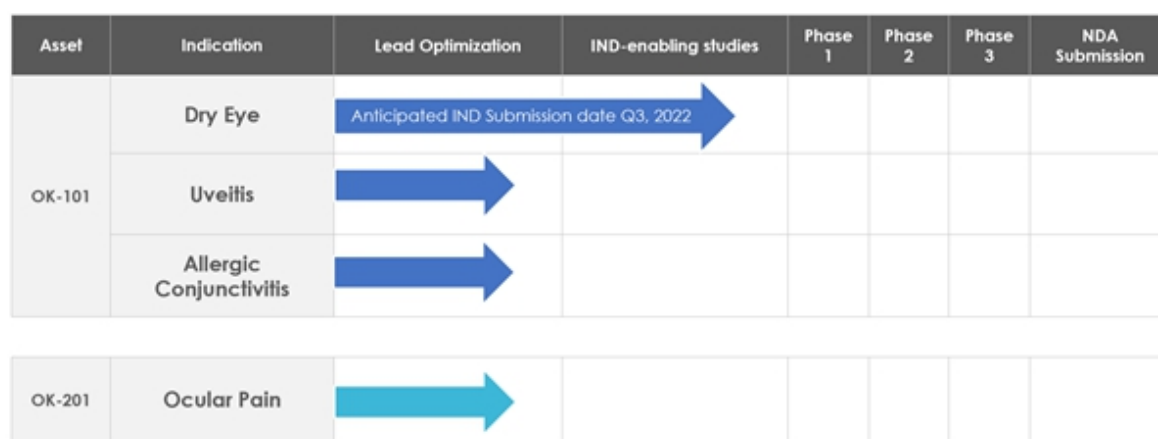 Asset Indication Lead Optimization IND-enabling studies Phase 1 Phase 2 Phase 3 NDA Submission
Dry Eye Anticipated IND Submission date Q3, 2022
OK-101 Uveitis
Allergic
Conjunctivitis
OK-201 Ocular Pain